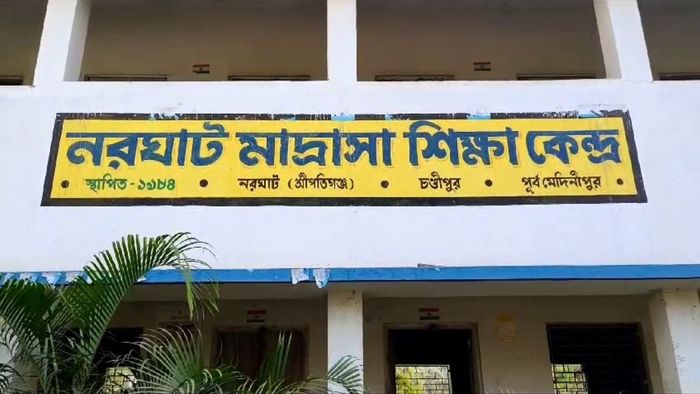 নরঘাট মাদ্রাসা শিক্ষা কেন্দ্র
• স্থাপিত - ১৯৮৪ • নরঘাট (শ্রীপতিগঞ্জ) • চণ্ডীপুর • পূর্ব মেদিনীপুর •